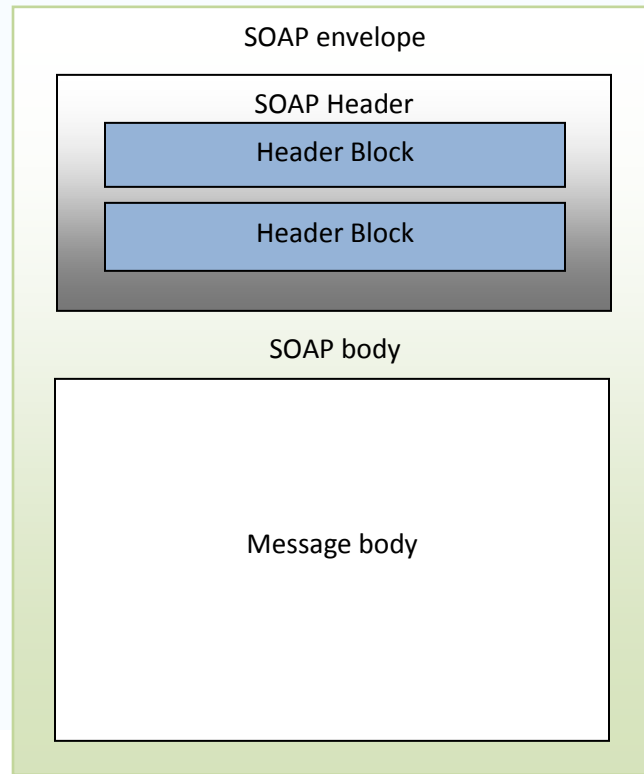 SOAP envelope
SOAP Header
Header Block
Header Block
SOAP body
Message body